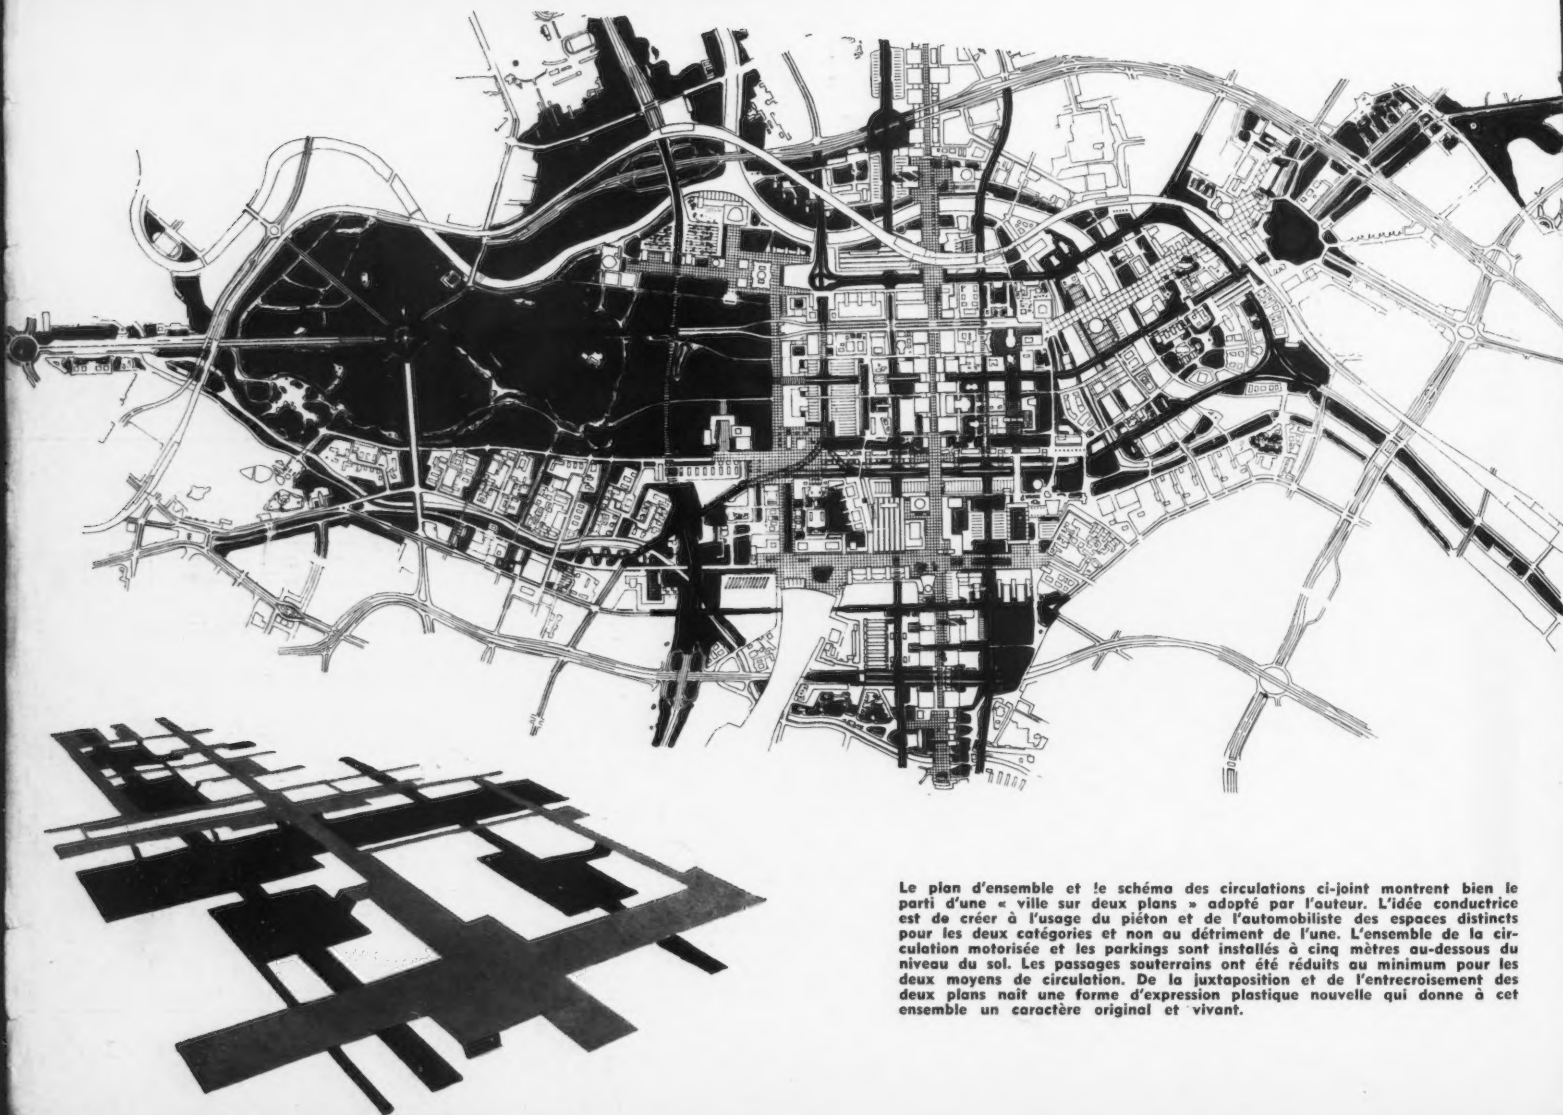 Le plan d'ensemble et le schéma des circulations ci-joint montrent bien le
parti d'une « ville sur deux plans » adopté par l'auteur. L'idée conductrice
est de créer à l'usage du piéton et de l'automobiliste des espaces distincts
pour les deux catégories et non au détriment de l'une. L'ensemble de la cir-
culation motorisée et les parkings sont installés à cinq mètres au-dessous du
niveau du sol. Les passages souterrains ont été réduits au minimum pour les
deux moyens de circulation. De la juxtaposition et de l'entrecroisement des
deux plans naît une forme d'expression plastique nouvelle qui donne à cet
ensemble un caractère original et vivant.